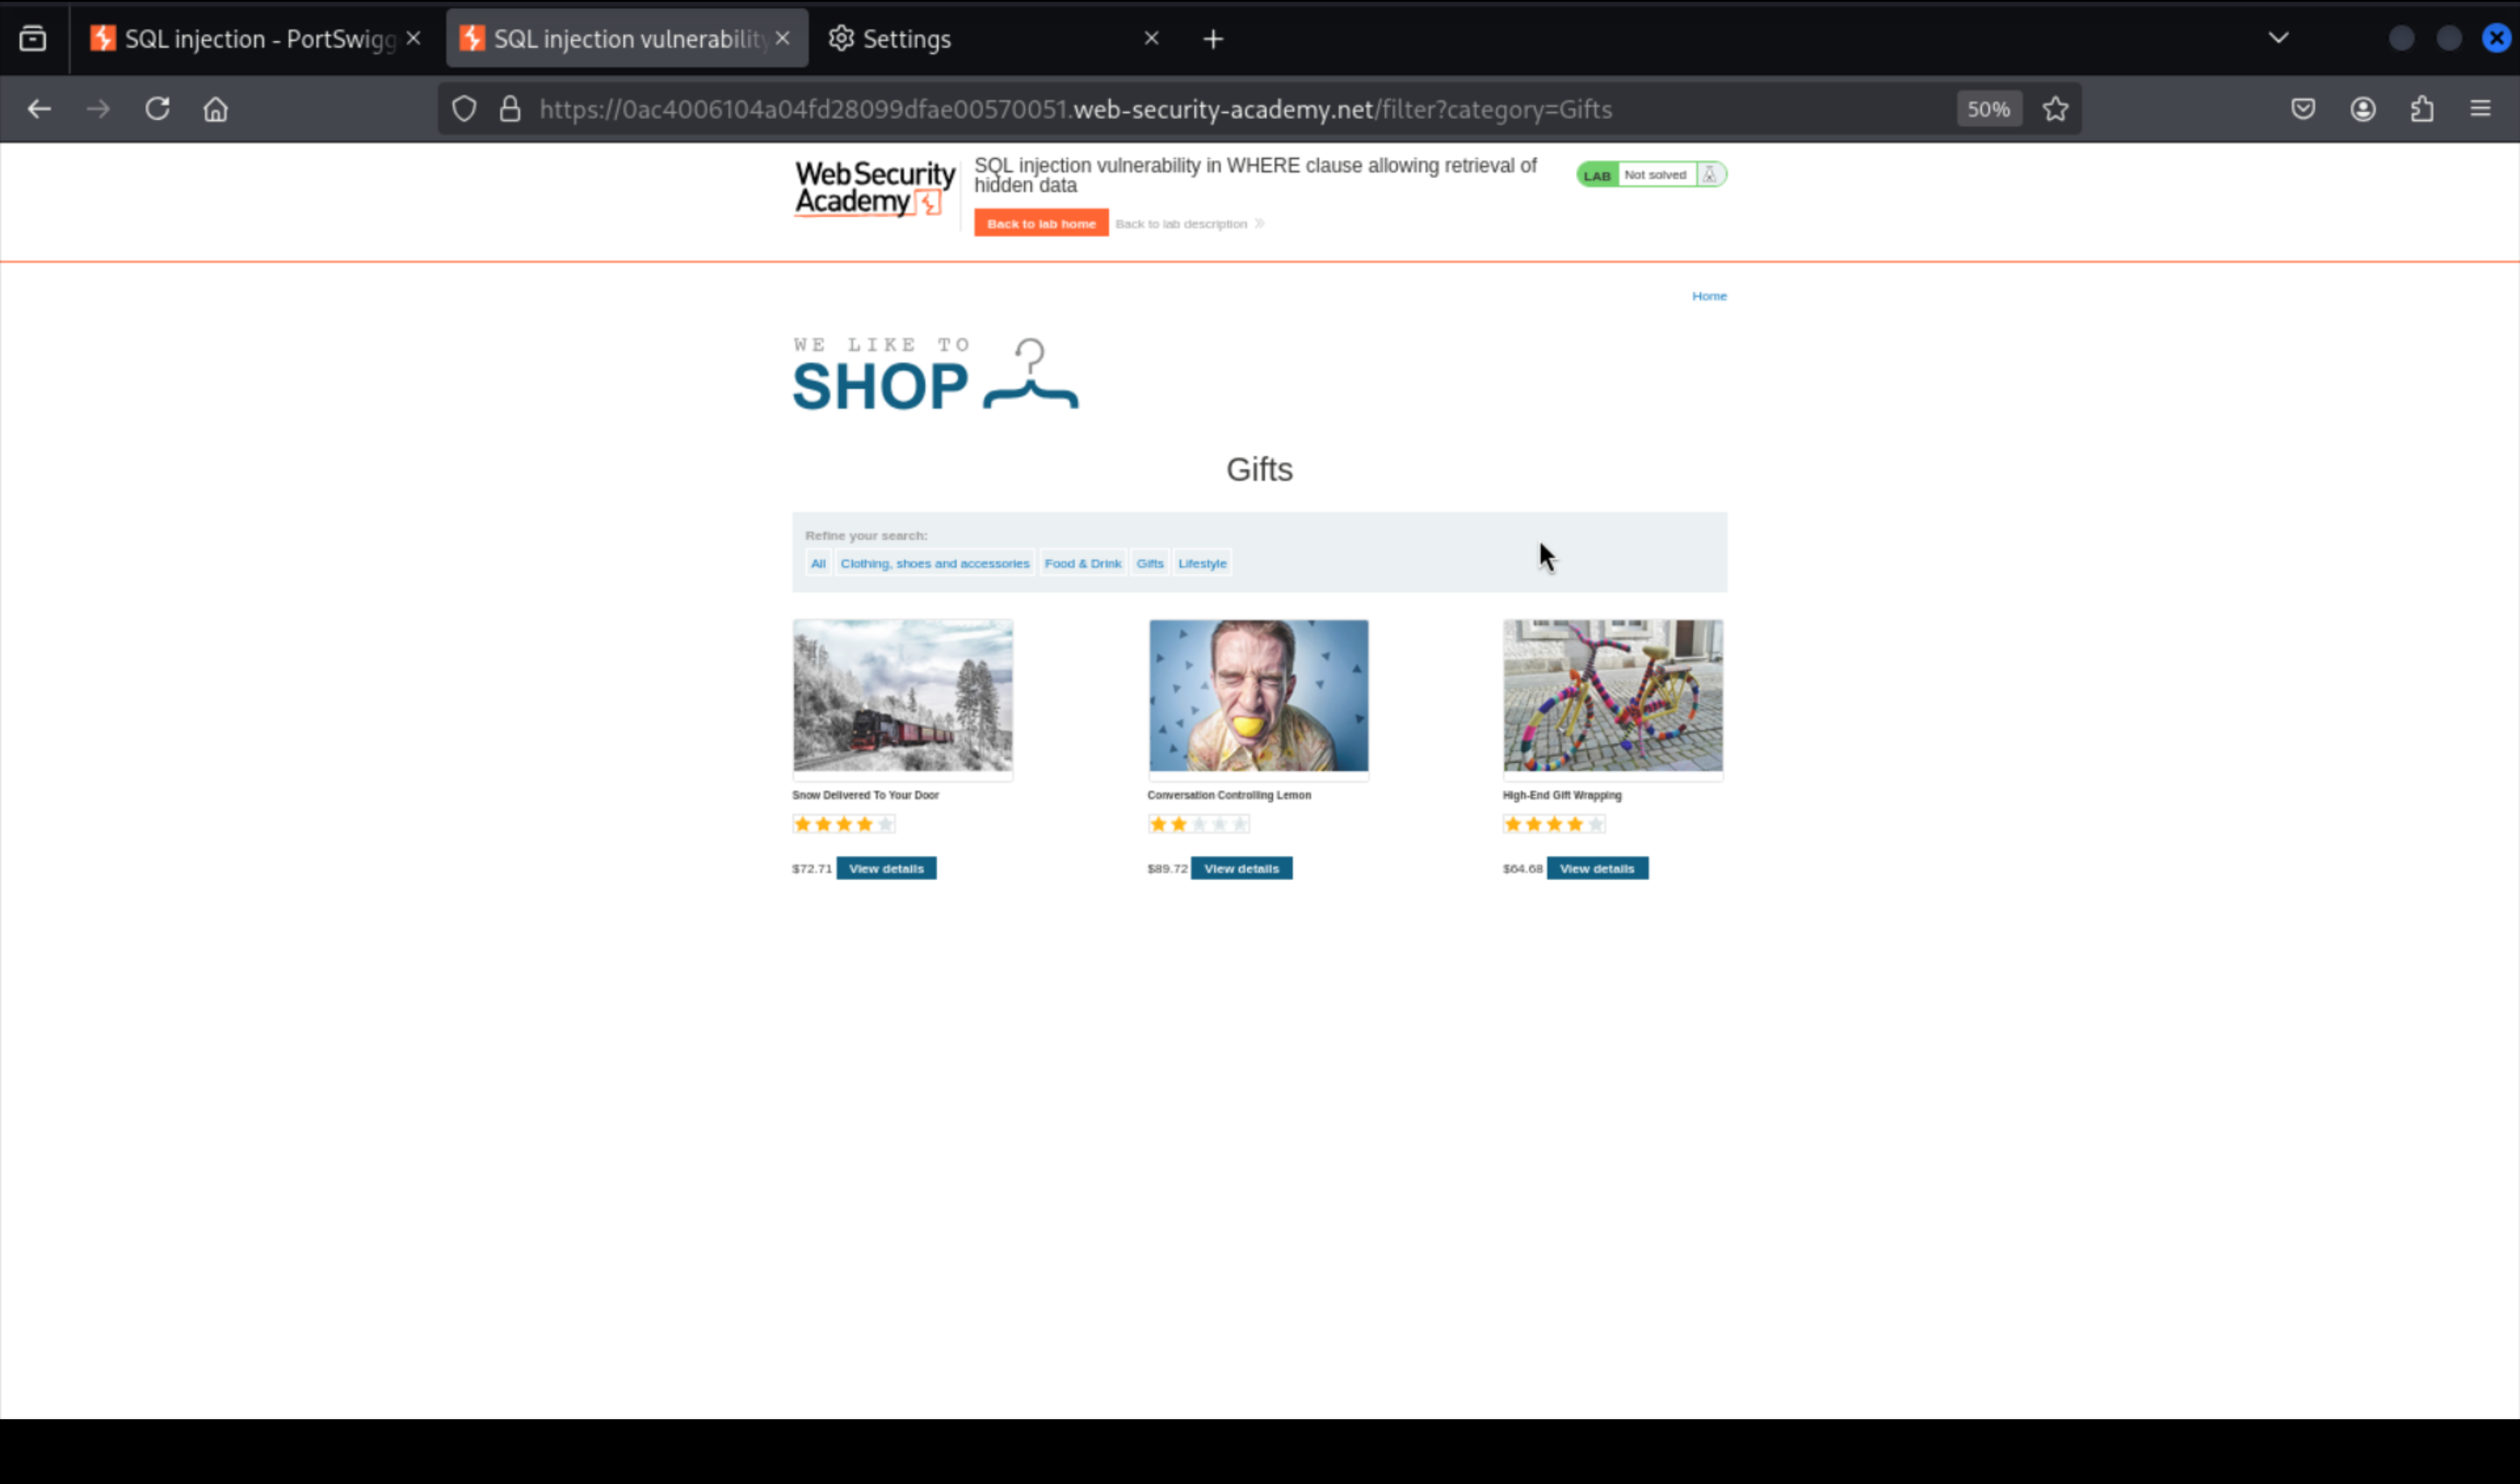 SQL injection - PortSwigg
SQL injection vulnerability
Settings
https://0ac4006104a04fd28099dfae00570051.web-security-academy.net/filter?category=Gifts
50%
WebSecurity
Academy
SQL injection vulnerability in WHERE clause allowing retrieval of
hidden data
LAB
Not solved
Back to lab home
Back to lab description
Home
WE LIKE TO
SHOP
Gifts
Refine your search:
All
Clothing, shoes and accessories
Food & Drink
Gifts
Lifestyle
Snow Delivered To Your Door
Conversation Controlling Lemon
High-End Gift Wrapping
$72.71
View details
$89.72
View details
$64.68
View details